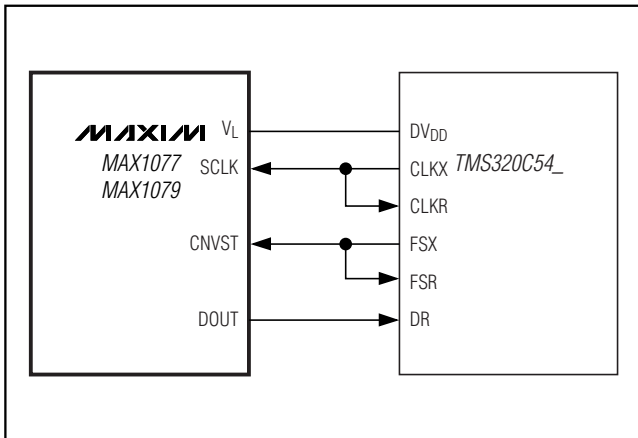 MAXIM
MAX1077
MAX1079
VL
SCLK
CNVST
DOUT
DVDD
CLKX
TMS320C54_
CLKR
FSX
FSR
DR